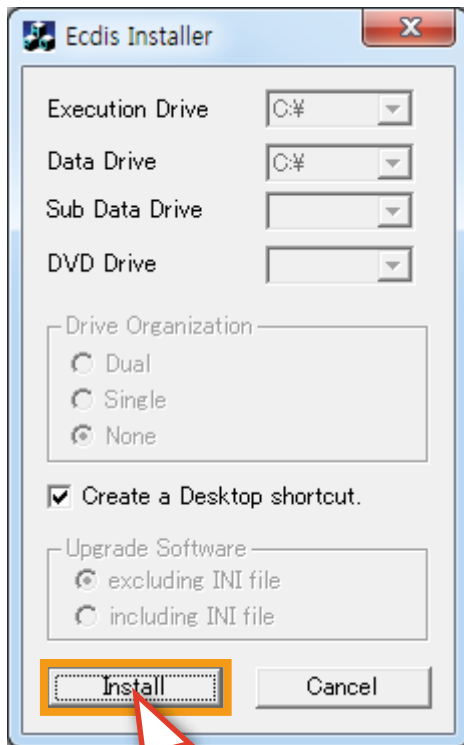 Ecdis Installer
Execution Drive C:¥
Data Drive C:¥
Sub Data Drive
DVD Drive
Drive Organization
Dual
Single
None
Create a Desktop shortcut.
Upgrade Software
excluding INI file
including INI file
Install Cancel